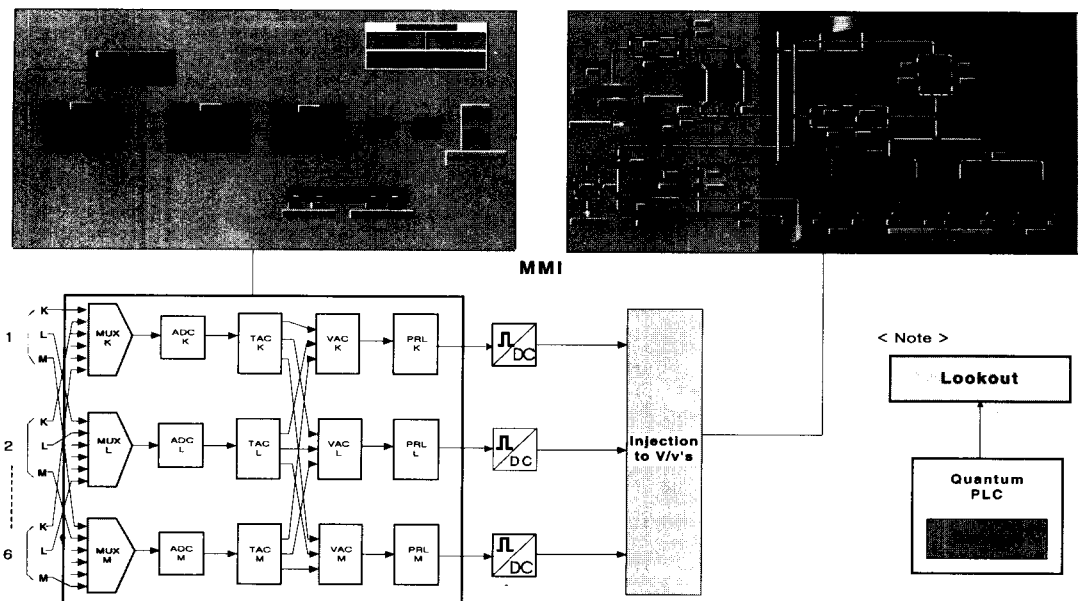 MMI
1
K
L
M
MUX
K
ADC
K
TAC
K
VAC
K
PRL
K
DC
2
K
L
M
MUX
L
ADC
L
TAC
L
VAC
L
PRL
L
DC
6
K
L
M
MUX
M
ADC
M
TAC
M
VAC
M
PRL
M
DC
Injection
to V/v's
< Note >
Lookout
Quantum
PLC